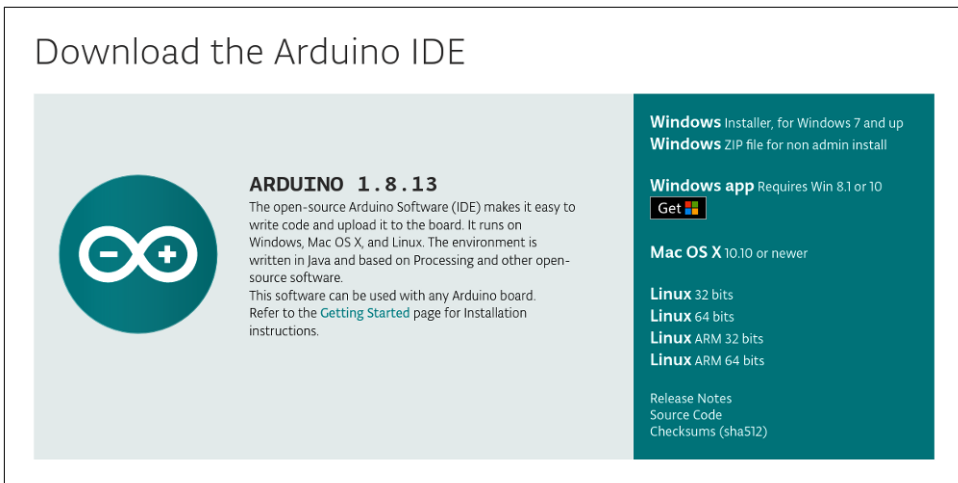 Download the Arduino IDE
ARDUINO 1.8.13
The open-source Arduino Software (IDE) makes it easy to
write code and upload it to the board. It runs on
Windows, Mac OS X, and Linux. The environment is
written in Java and based on Processing and other open-
source software.
This software can be used with any Arduino board.
Refer to the Getting Started page for Installation
instructions.
Windows Installer, for Windows 7 and up
Windows ZIP file for non admin install
Windows app Requires Win 8.1 or 10
Get
Mac OS X 10.10 or newer
Linux 32 bits
Linux 64 bits
Linux ARM 32 bits
Linux ARM 64 bits
Release Notes
Source Code
Checksums (sha512)